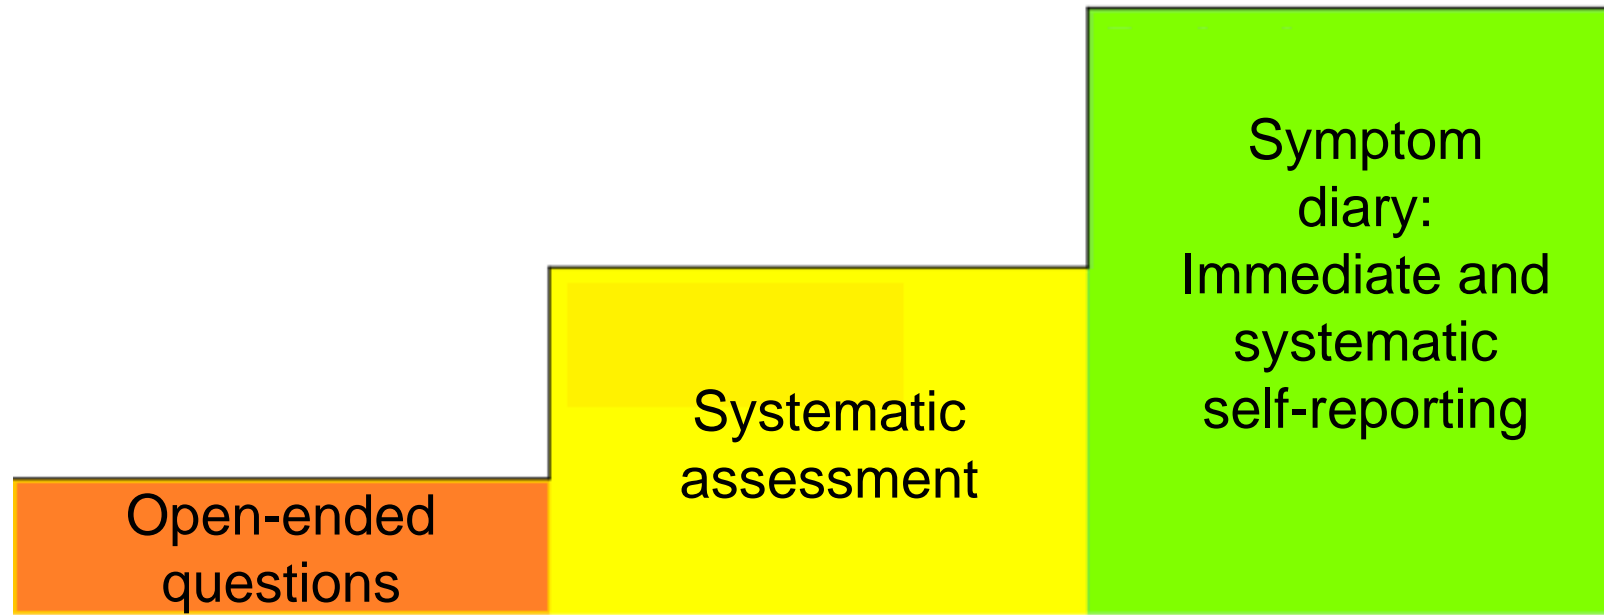 Open-ended
questions
Systematic
assessment
Symptom
diary:
Immediate and
systematic
self-reporting